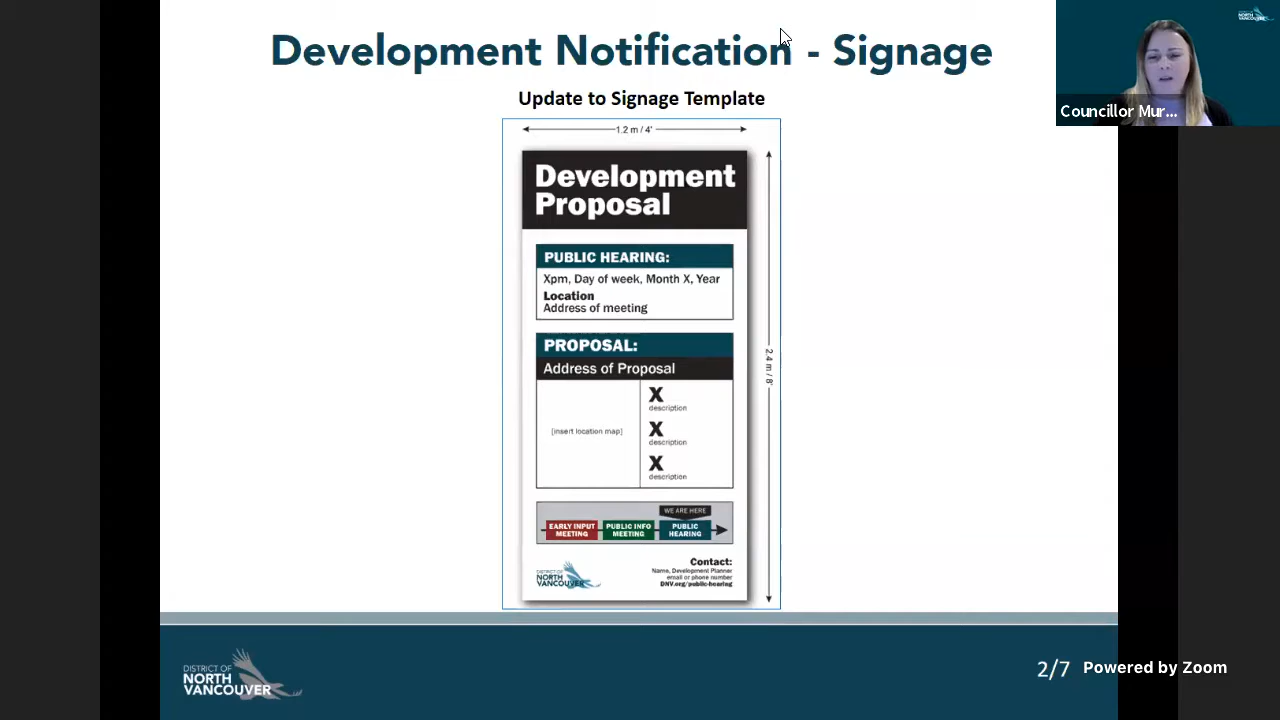 Development Notification - Signage
Update to Signage Template
1.2 m / 4'
Development
Proposal
PUBLIC HEARING:
Xpm, Day of week, Month X, Year
Location
Address of meeting
PROPOSAL:
Address of Proposal
[insert location map]
X
description
X
description
X
description
2.4 m / 8'
WE ARE HERE
EARLY INPUT
MEETING
PUBLIC INFO
MEETING
PUBLIC
HEARING
DISTRICT OF
NORTH
VANCOUVER
Contact:
Name, Development Planner
email or phone number
DNV.org/public-hearing
NORTH
VANCOUVER
Councillor Mur...
DISTRICT OF
NORTH
VANCOUVER
2/7
Powered by Zoom